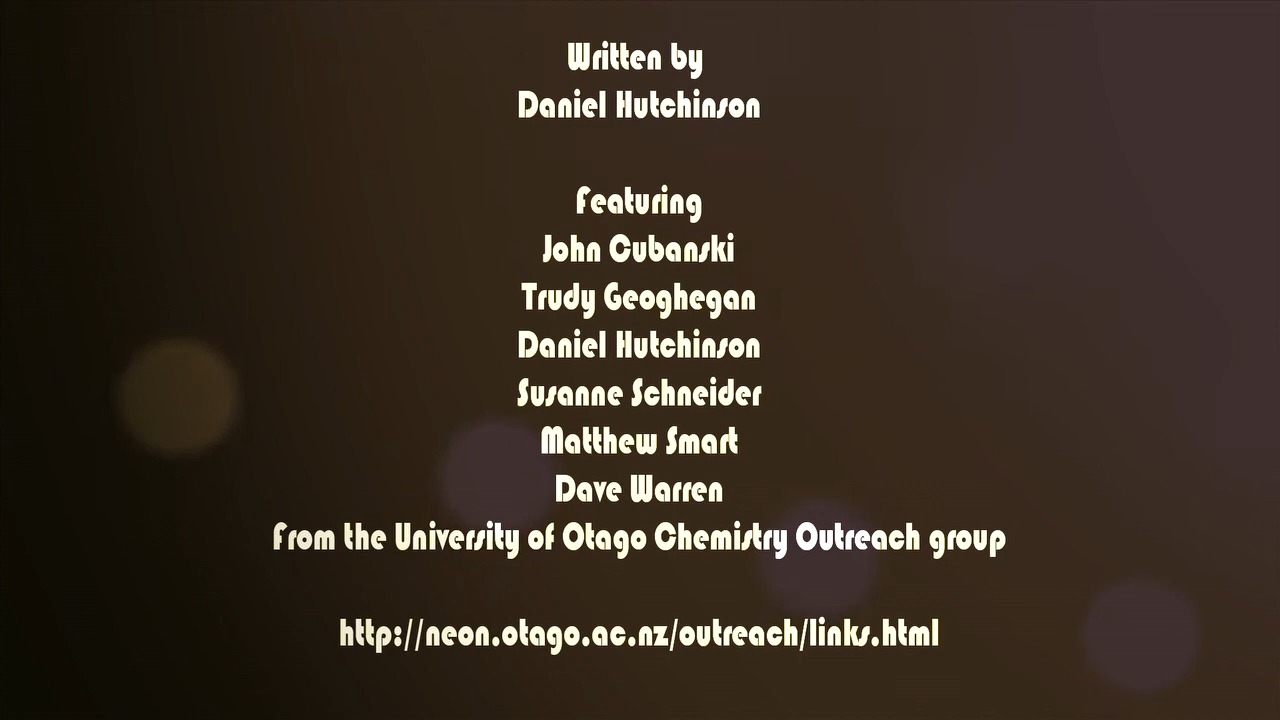 Written by
Daniel Hutchinson
Featuring
John Cubanski
Trudy Geoghegan
Daniel Hutchinson
Susanne Schneider
Matthew Smart
Dave Warren
From the University of Otago Chemistry Outreach group
http://neon.otago.ac.nz/outreach/links.html